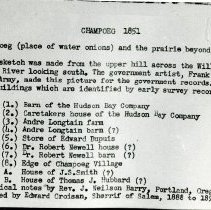 CHAMPOEG 1851
oeg (place of water onions) and the prairie beyond
sketch was made from the upper hill across the Will
River looking south, The government artist, Frank
Army, made this picture for the government records.
buildings which are identified by early survey recor
(1.) Barn of the Hudson Bay Company
(2.) Caretakers house of the Hudson Bay Company
(3.) Andre Longtain farm
(4.) Andre Longtain barn (?)
(5.) Store of Edward Dupuis
(6.) Dr. Robert Newell house (?)
(7.) Dr. Robert Newell barn (?)
(8.) Edge of Champoeg Village
A. House of J.S.Smith (?)
B. House of Thomas J. Hubbard (?)
ical notes by Rev. J. Neilson Barry, Portland, Oreg
ed by Edward Croisan, Sherrif of Salem, 1888 to 189